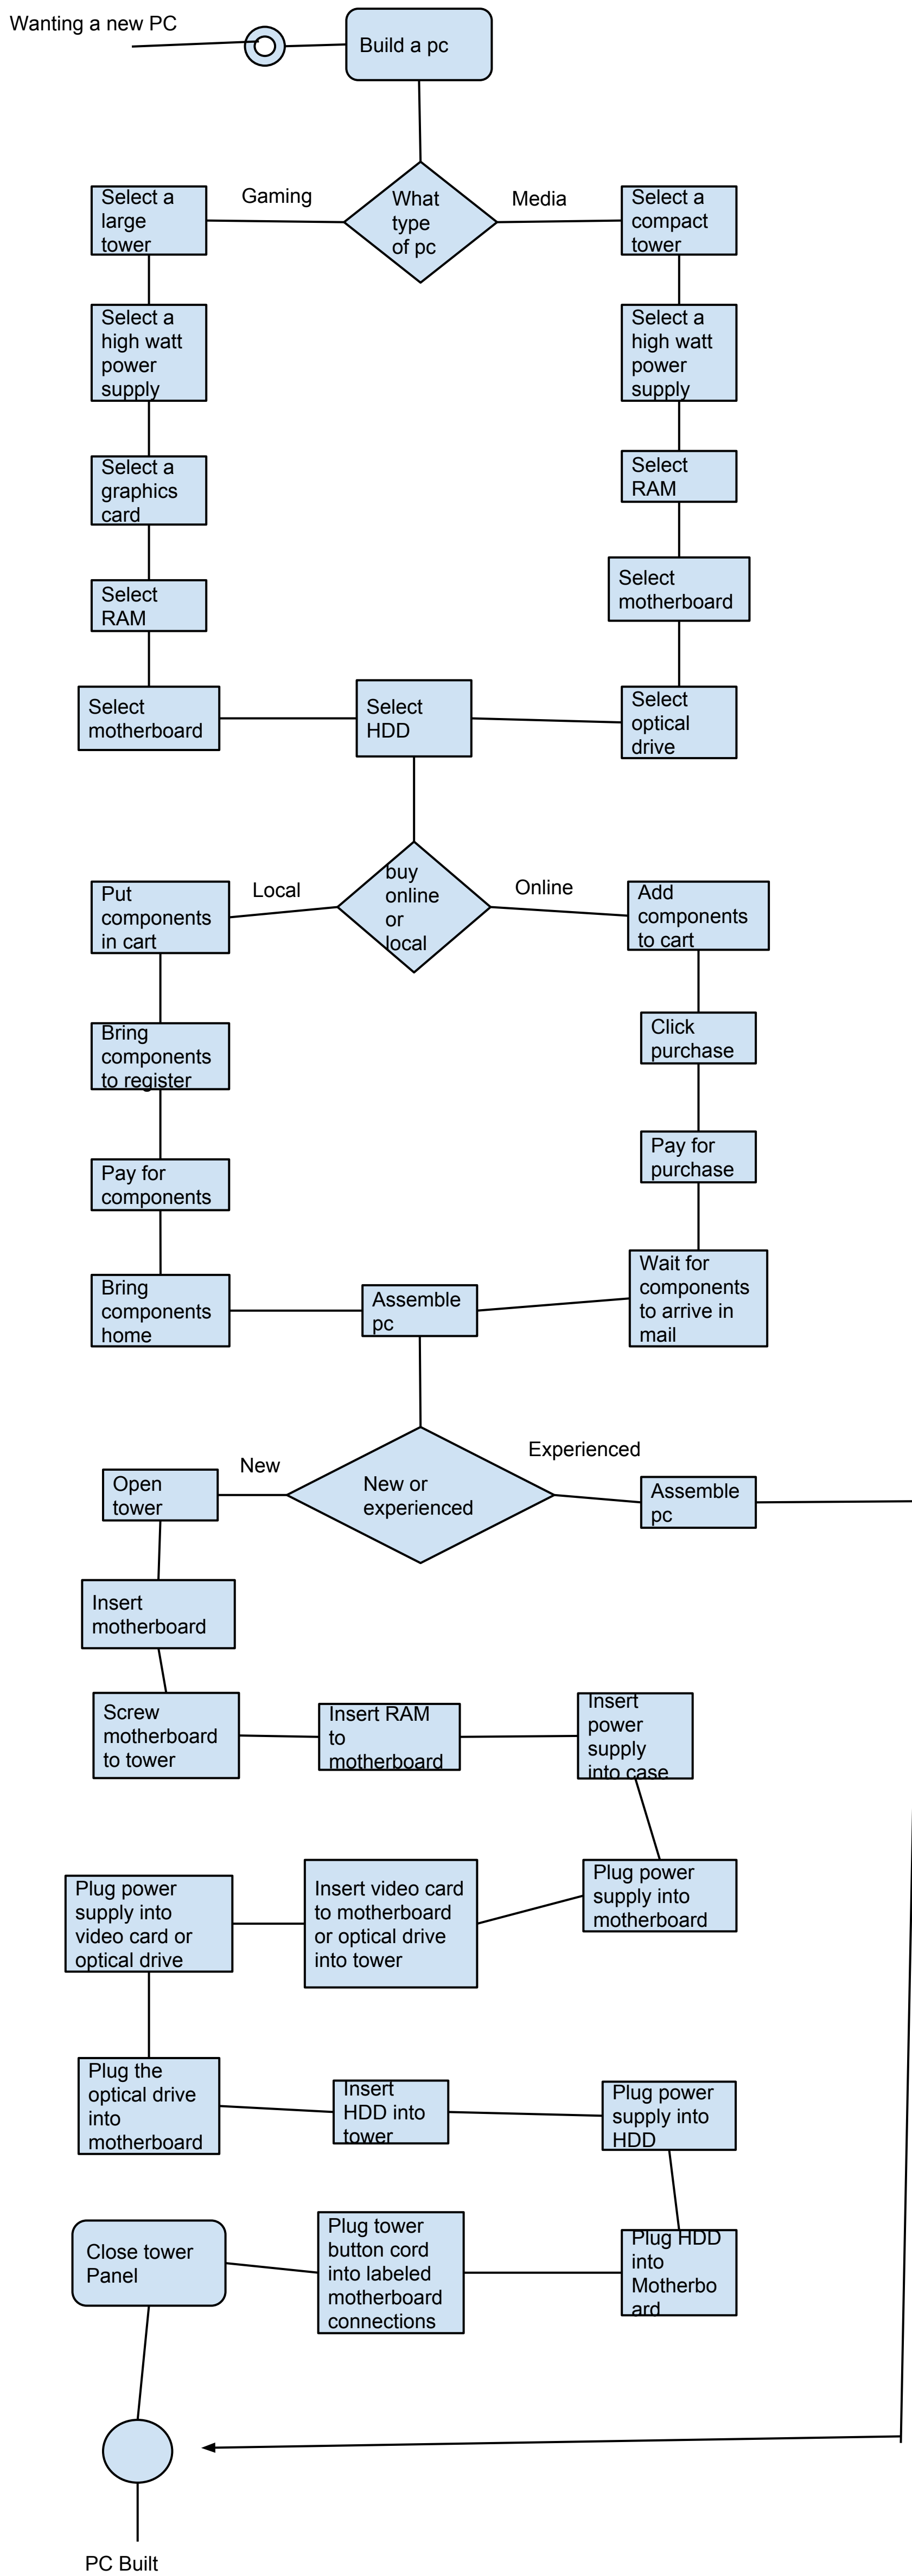 Wanting a new PC
Build a pc
What
type
of pc
Gaming
Media
Select a
large
tower
Select a
compact
tower
Select a
high watt
power
supply
Select a
high watt
power
supply
Select a
graphics
card
Select
RAM
Select
RAM
Select
motherboard
Select
motherboard
Select
HDD
Select
optical
drive
buy
online
or
local
Local
Online
Put
components
in cart
Add
components
to cart
Bring
components
to register
Click
purchase
Pay for
components
Pay for
purchase
Bring
components
home
Assemble
pc
Wait for
components
to arrive in
mail
New or
experienced
New
Experienced
Open
tower
Assemble
pc
Insert
motherboard
Screw
motherboard
to tower
Insert RAM
to
motherboard
Insert
power
supply
into case
Plug power
supply into
video card or
optical drive
Insert video card
to motherboard
or optical drive
into tower
Plug power
supply into
motherboard
Plug the
optical drive
into
motherboard
Insert
HDD into
tower
Plug power
supply into
HDD
Close tower
Panel
Plug tower
button cord
into labeled
motherboard
connections
Plug HDD
into
Motherbo
ard
PC Built